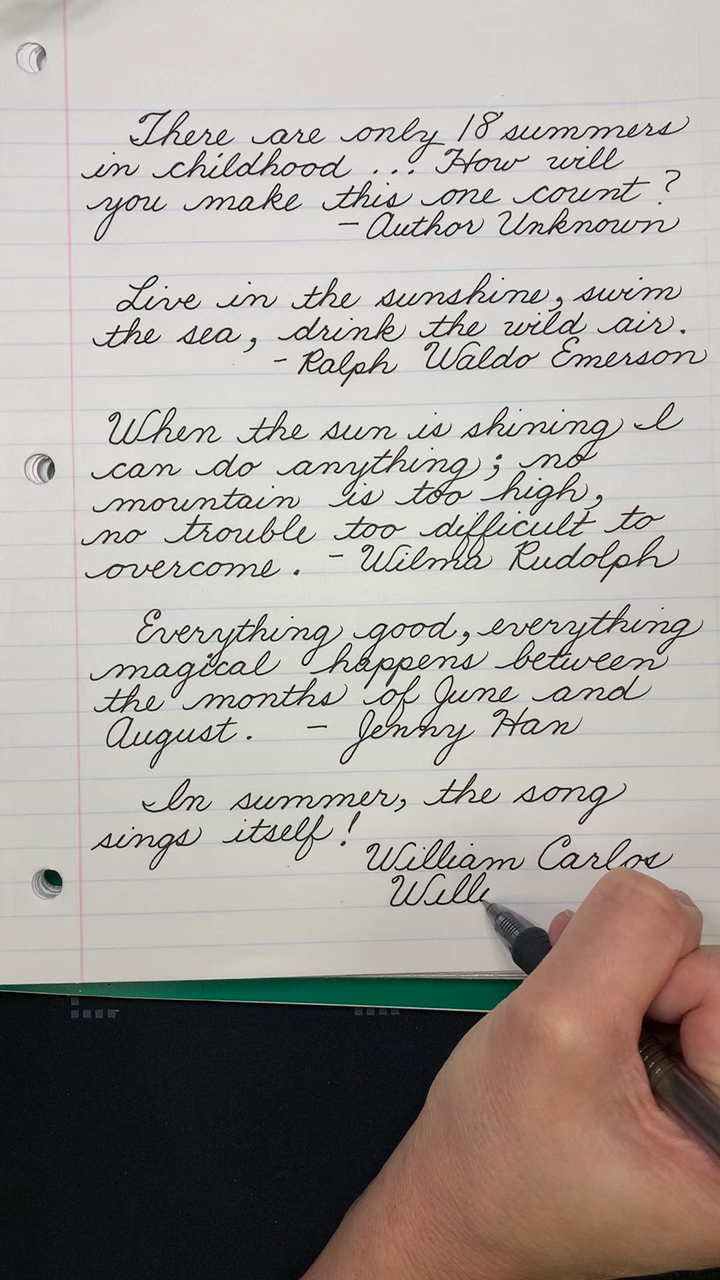 There are only 18 summers
in childhood ... How will
you make this one count?
- Author Unknown
Live in the sunshine, swim
the sea, drink the wild air.
- Ralph Waldo Emerson
When the sun is shining I
can do anything; no
mountain is too high,
no trouble too difficult to
overcome. - Wilma Rudolph
Everything good, everything
magical happens between
the months of June and
August. - Jenny Han
In summer, the song
sings itself!
William Carlos
Willi